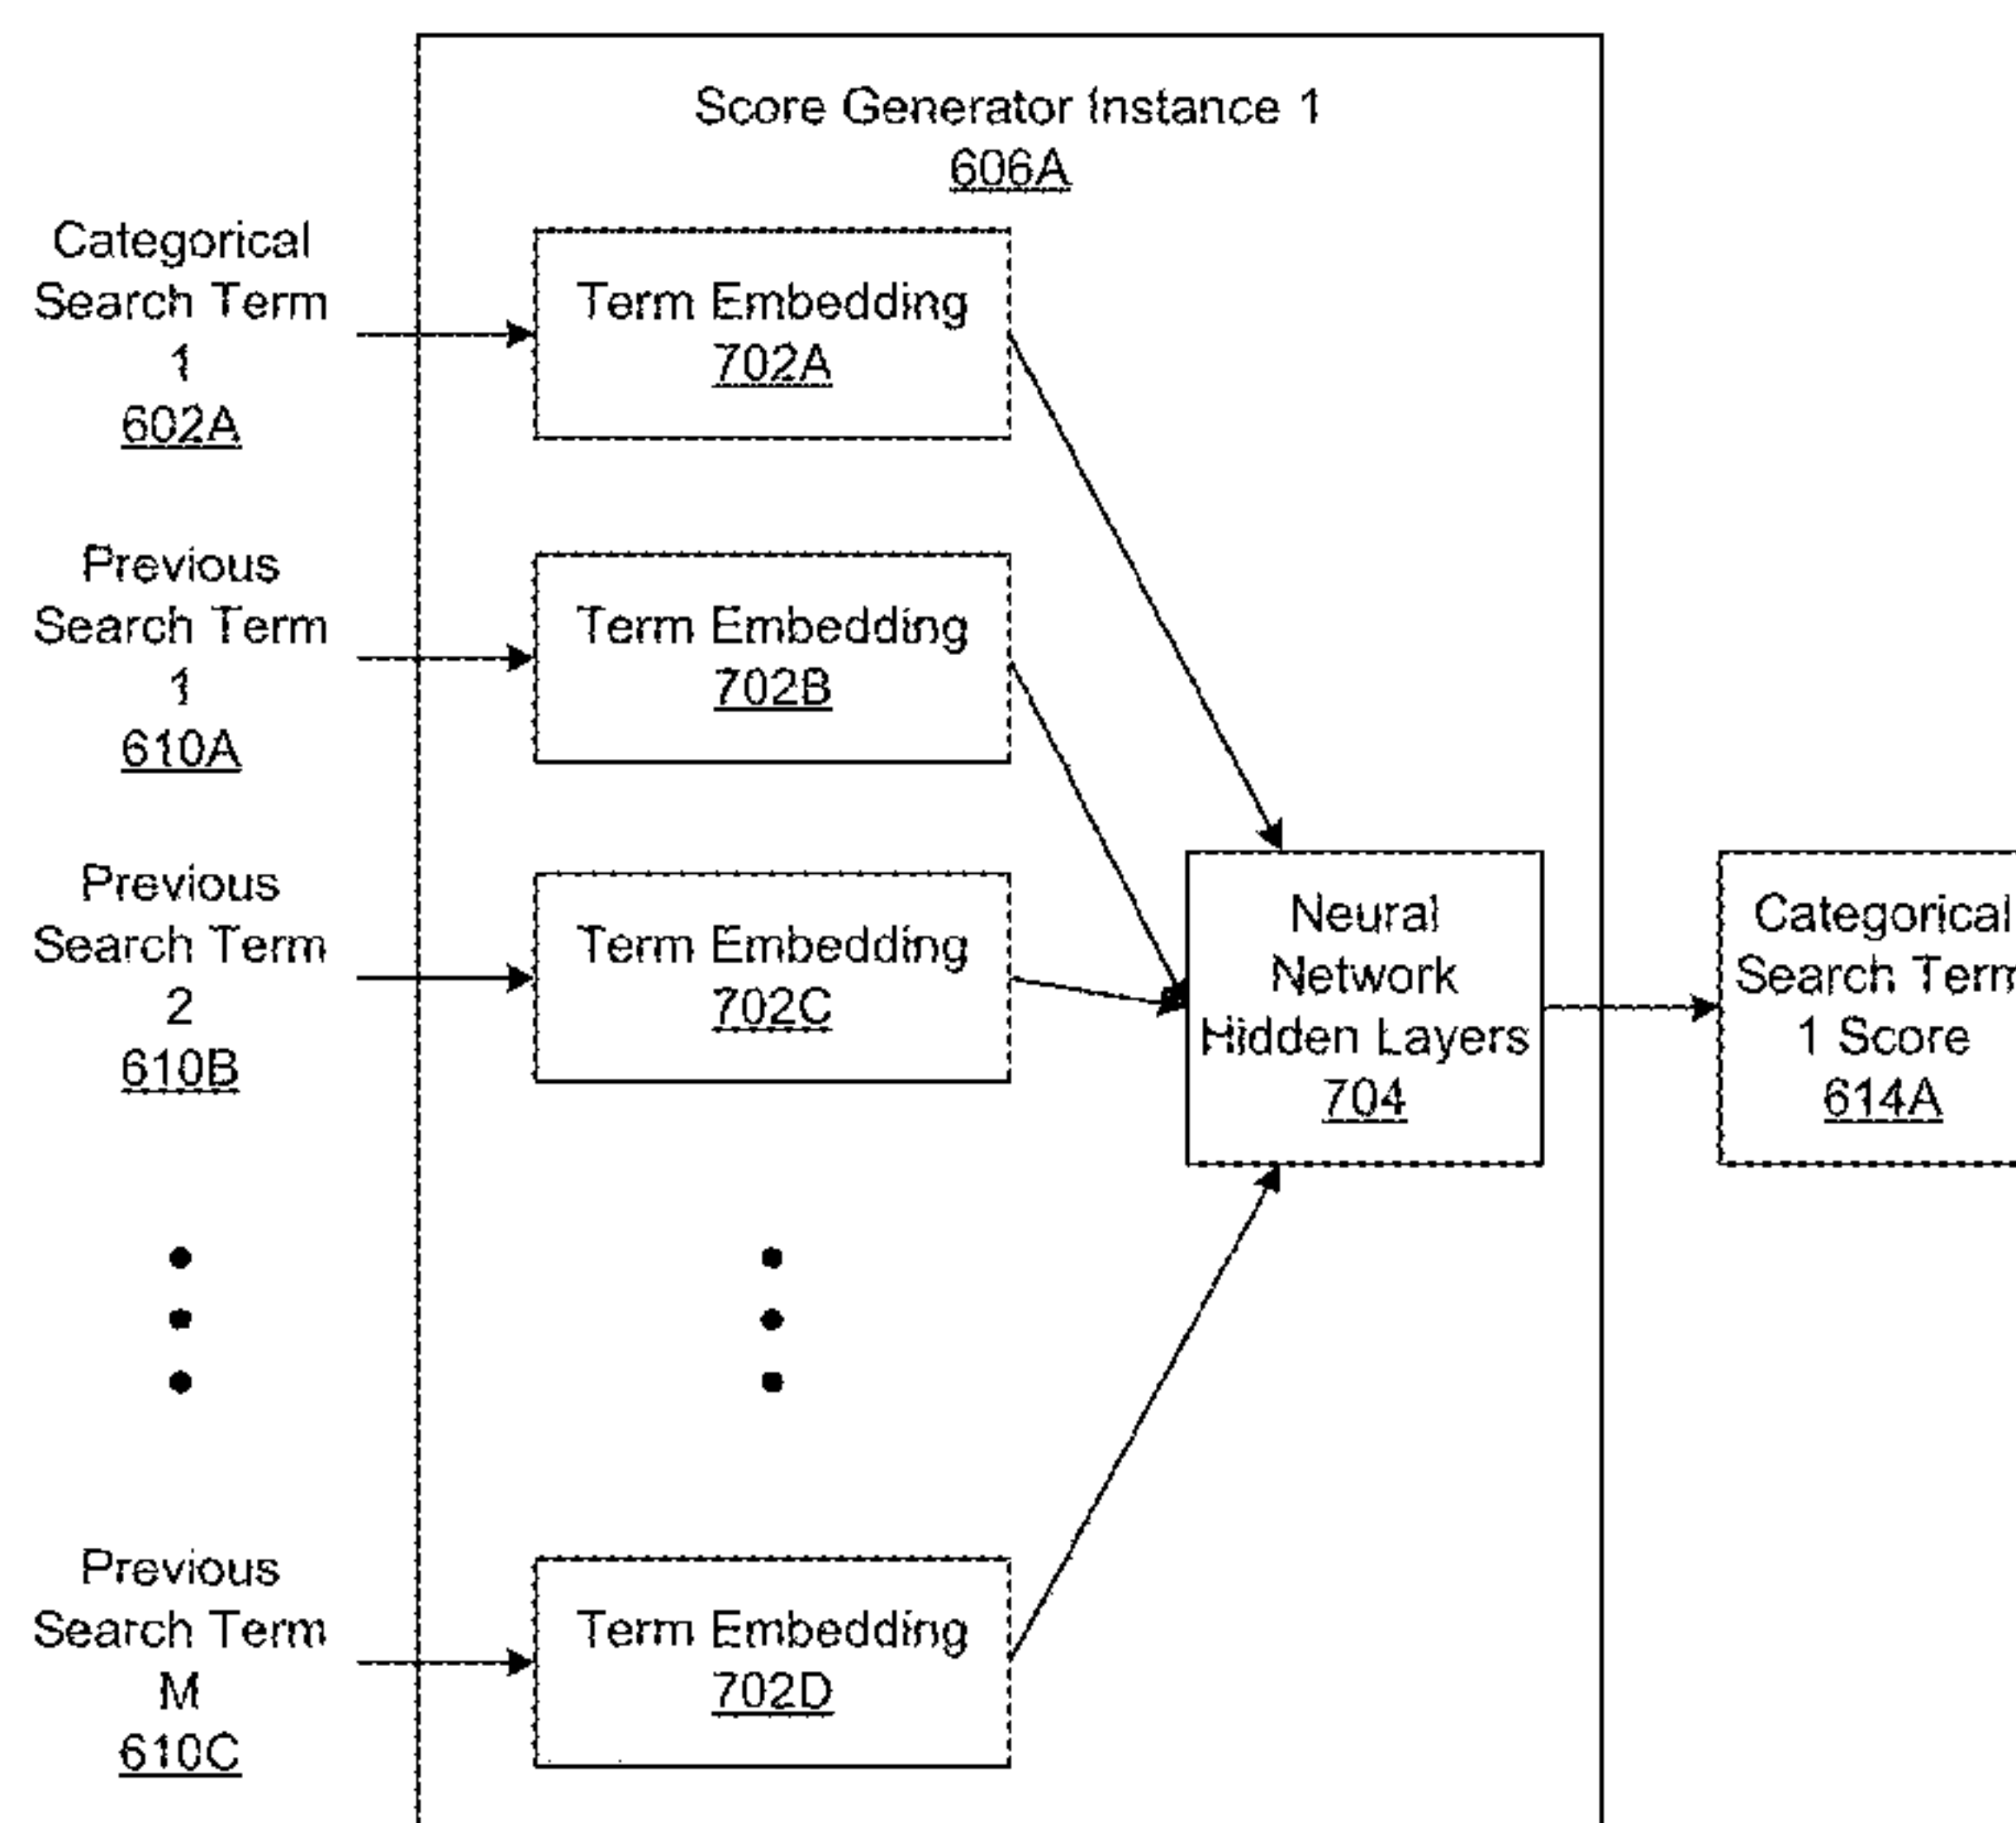 Score Generator Instance 1
606A
Categorical
Search Term
1
602A
Term Embedding
702A
Previous
Search Term
1
610A
Term Embedding
702B
Previous
Search Term
2
610B
Term Embedding
702C
Neural
Network
Hidden Layers
704
Categorical
Search Term
1 Score
614A
Previous
Search Term
M
610C
Term Embedding
702D